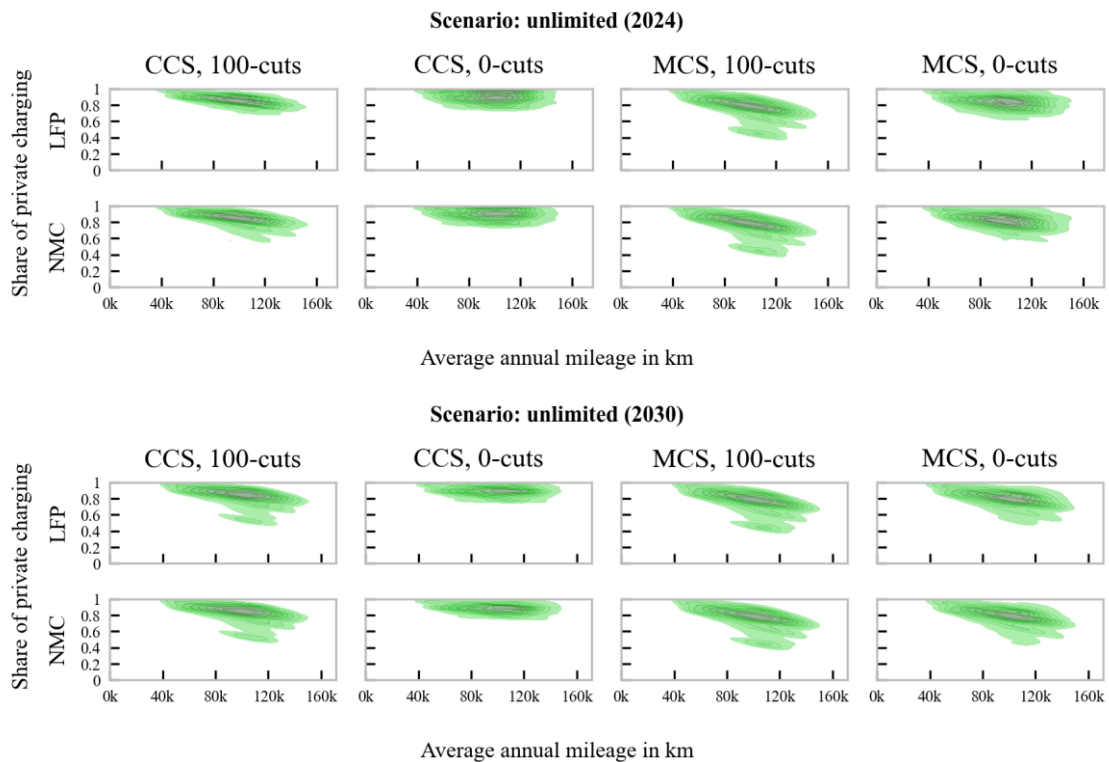 Scenario: unlimited (2024)
CCS, 100-cuts CCS, 0-cuts MCS, 100-cuts MCS, 0-cuts
Share of private charging
LFP
1
0.8
0.6
0.4
0.2
0
NMC
1
0.8
0.6
0.4
0.2
0
0k 40k 80k 120k 160k 0k 40k 80k 120k 160k 0k 40k 80k 120k 160k 0k 40k 80k 120k 160k
Average annual mileage in km
Scenario: unlimited (2030)
CCS, 100-cuts CCS, 0-cuts MCS, 100-cuts MCS, 0-cuts
Share of private charging
LFP
1
0.8
0.6
0.4
0.2
0
NMC
1
0.8
0.6
0.4
0.2
0
0k 40k 80k 120k 160k 0k 40k 80k 120k 160k 0k 40k 80k 120k 160k 0k 40k 80k 120k 160k
Average annual mileage in km